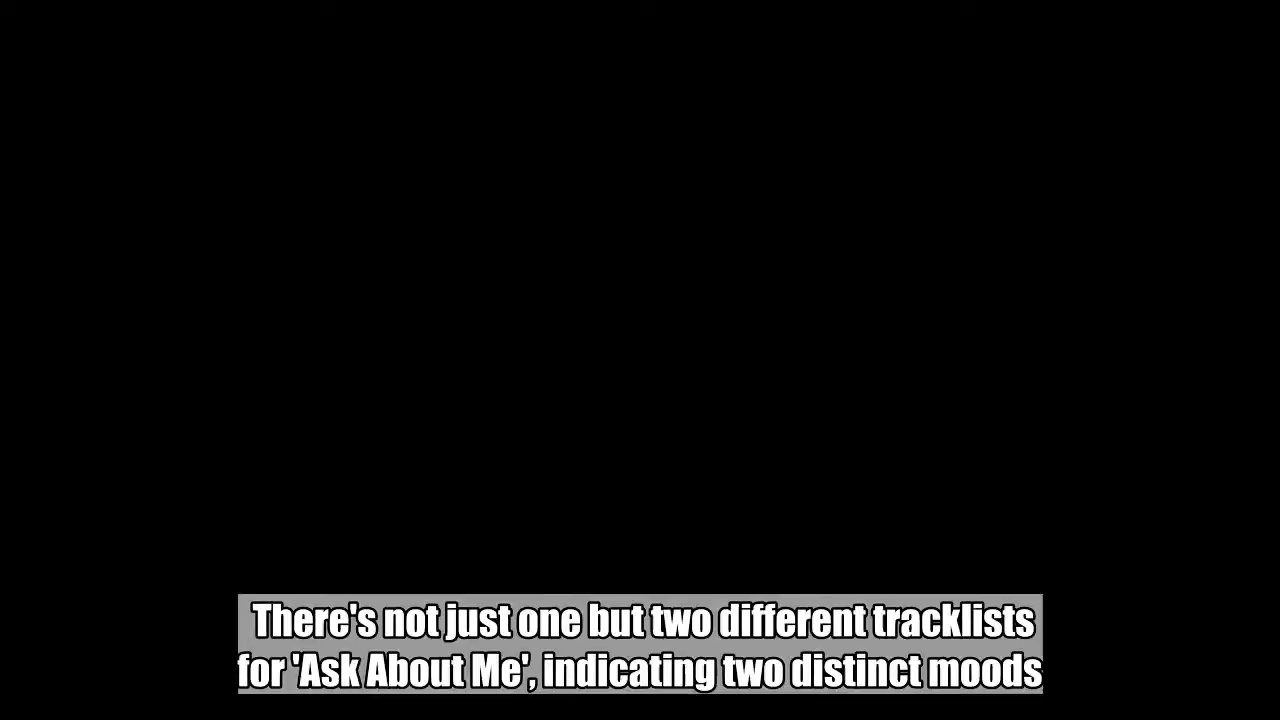 There's not just one but two different tracklists
for 'Ask About Me', indicating two distinct moods